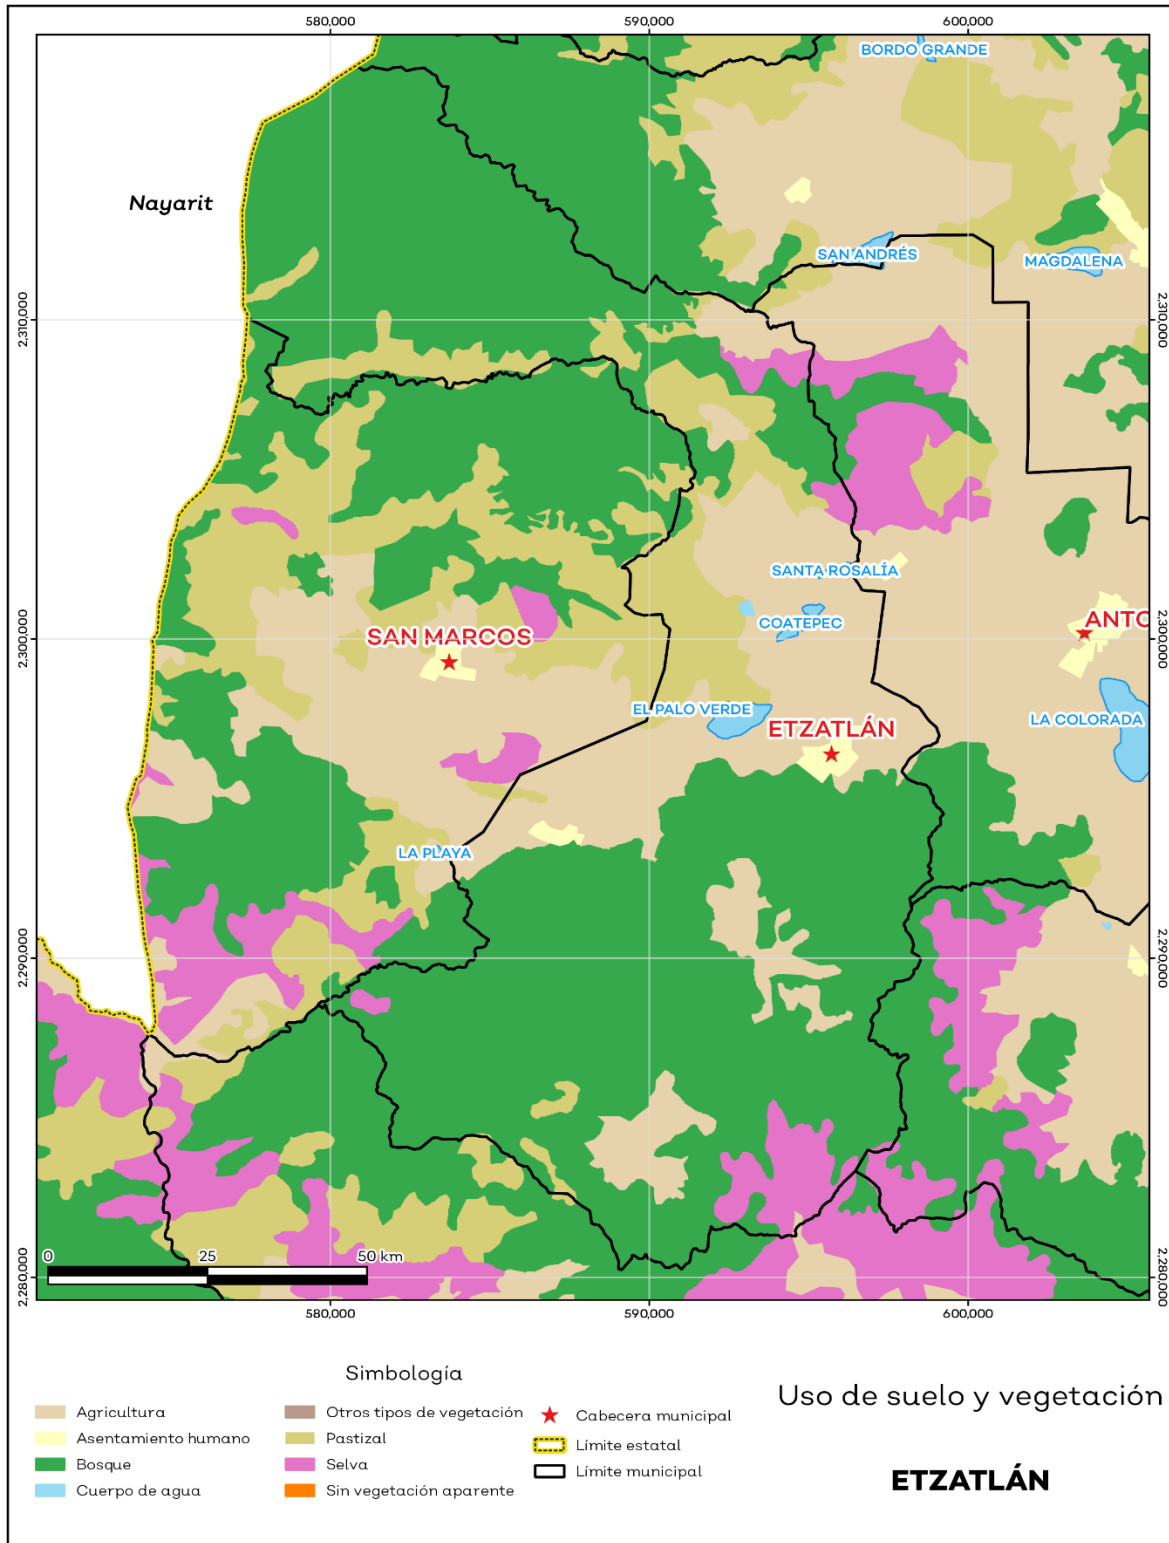 580,000
590,000
600,000
BORDO GRANDE
Nayarit
SAN ANDRÉS
MAGDALENA
2,310,000
2,310,000
SANTA ROSALÍA
COATEPEC
ANTO
SAN MARCOS
2,300,000
2,300,000
EL PALO VERDE
LA COLORADA
ETZATLÁN
LA PLAYA
2,290,000
2,290,000
0
25
50 km
2,280,000
2,280,000
580,000
590,000
600,000
Simbología
Agricultura
Asentamiento humano
Bosque
Cuerpo de agua
Otros tipos de vegetación
Pastizal
Selva
Sin vegetación aparente
Cabecera municipal
Límite estatal
Límite municipal
Uso de suelo y vegetación
ETZATLÁN